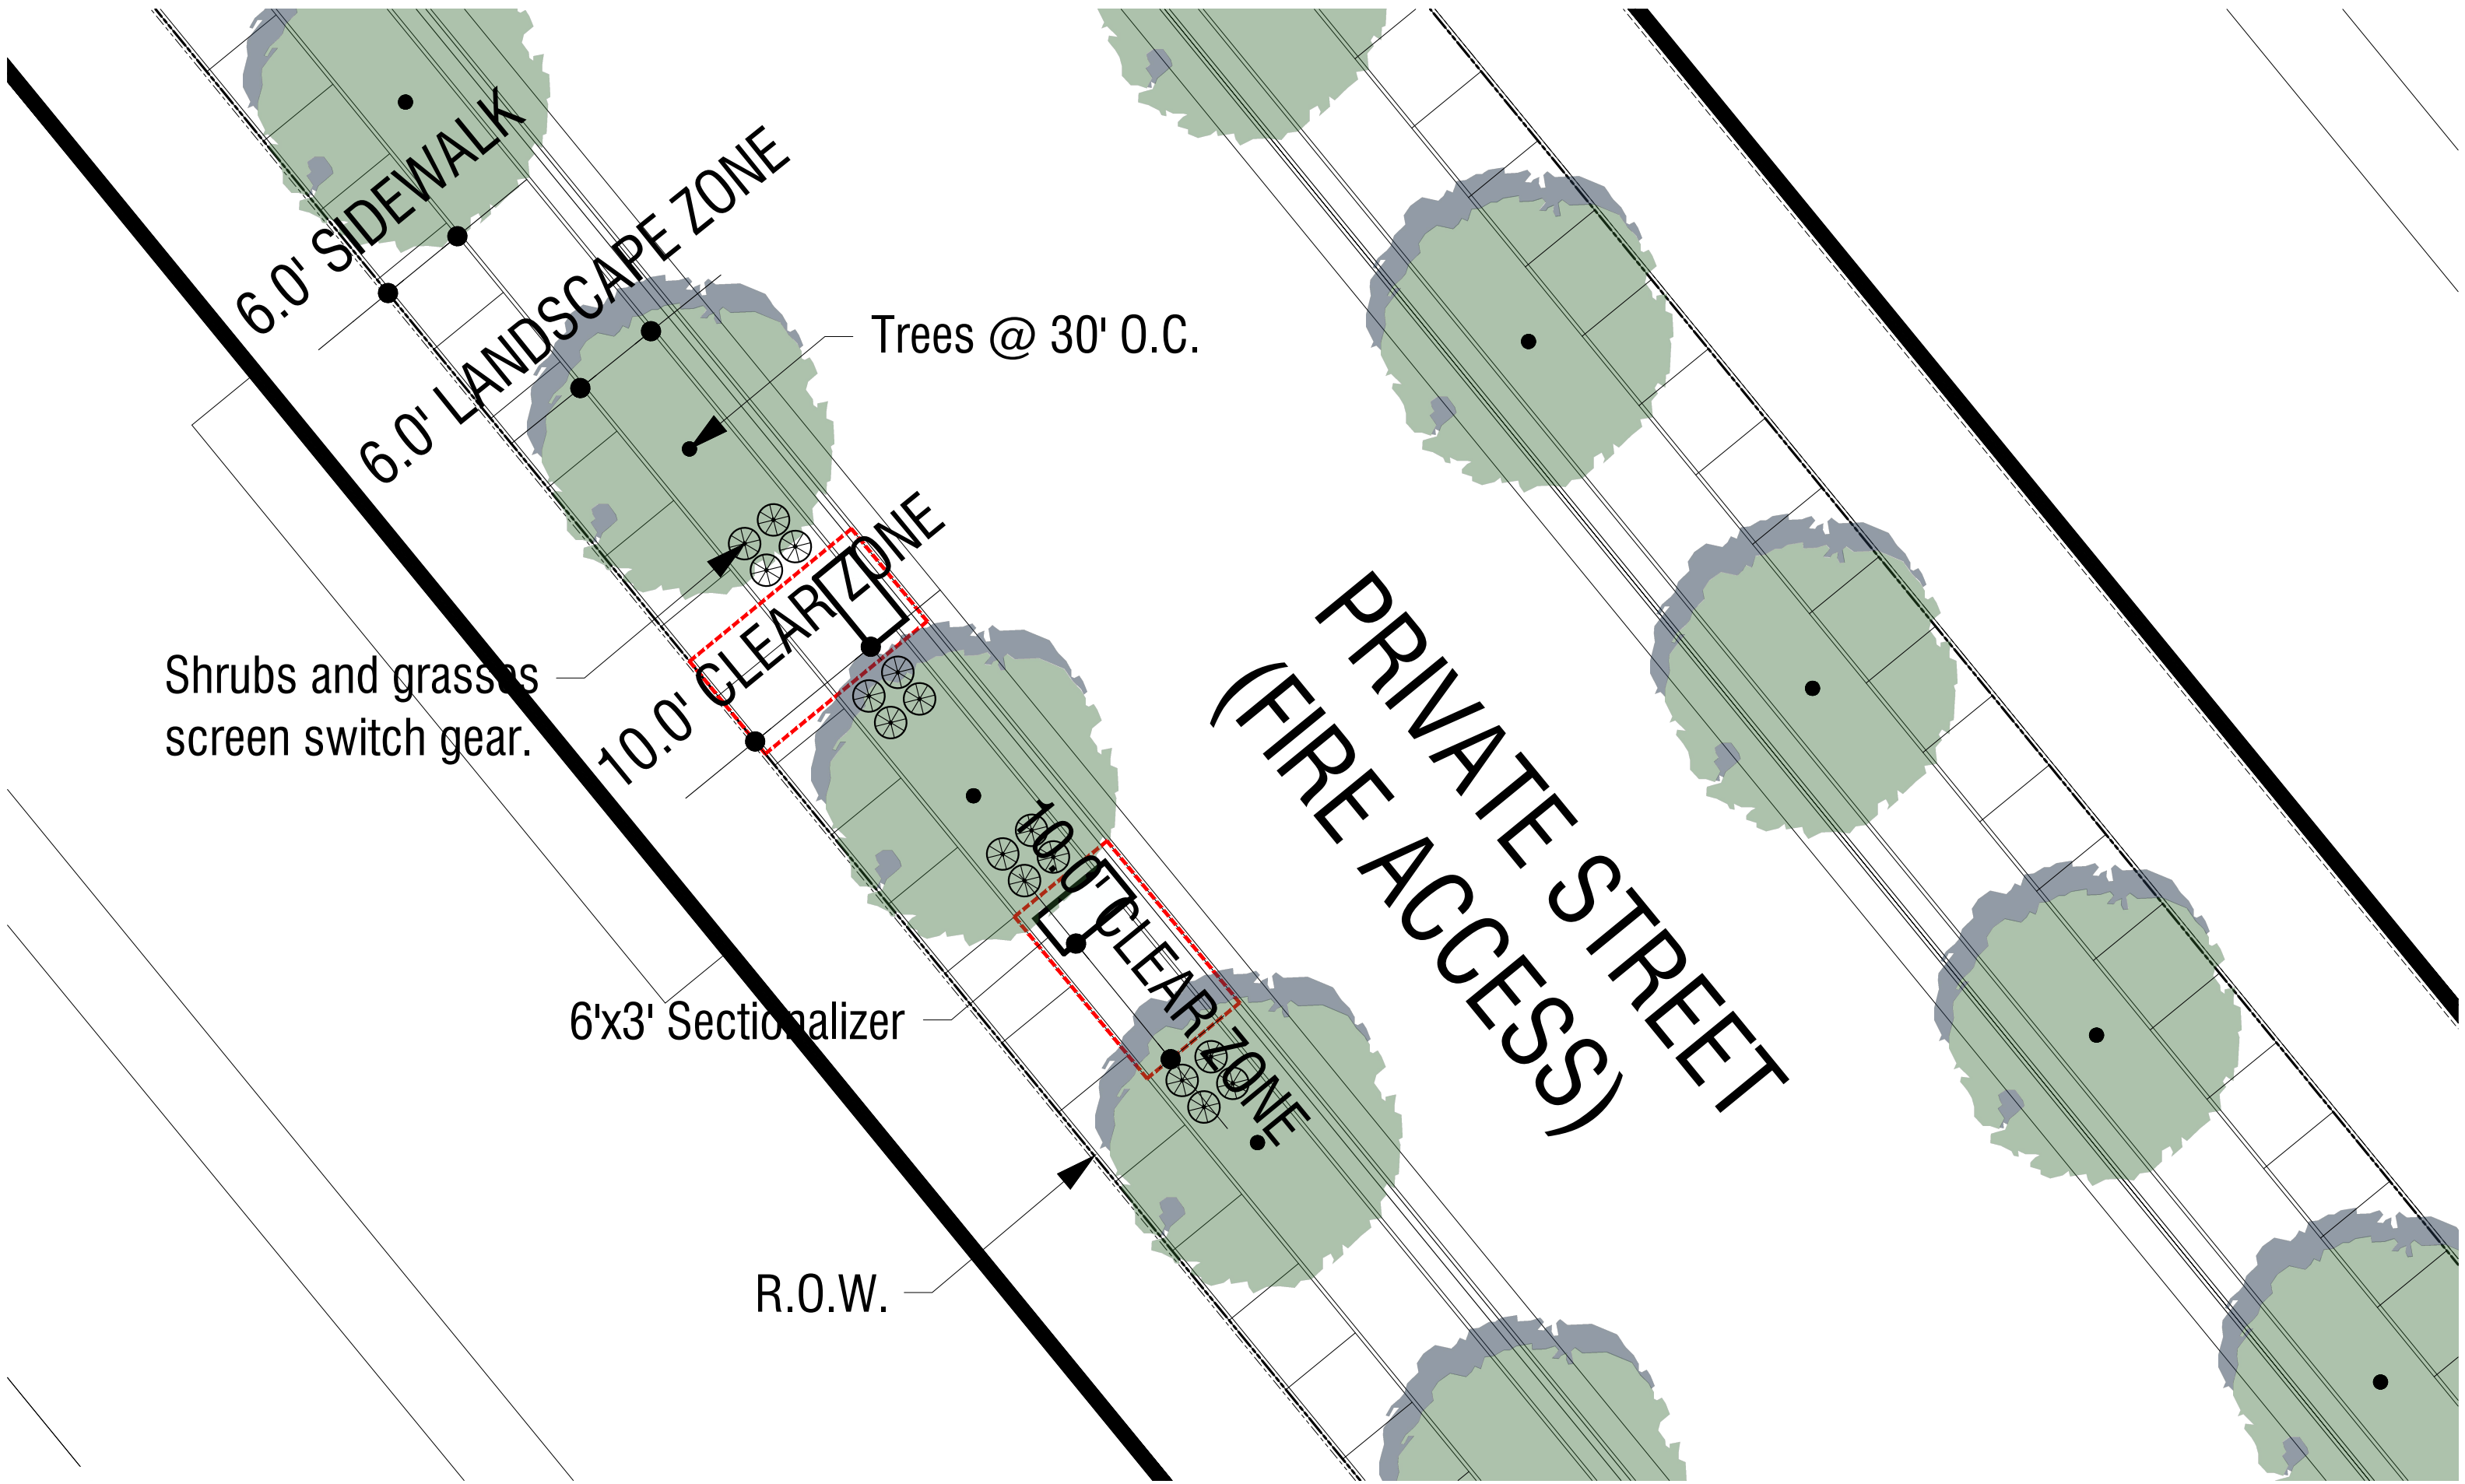 6.0' SIDEWALK
6.0' LANDSCAPE ZONE
Trees @ 30' O.C.
10.0' CLEAR ZONE
Shrubs and grasses
screen switch gear.
10.0' CLEAR ZONE
6'x3' Sectionalizer
PRIVATE STREET
(FIRE ACCESS)
R.O.W.